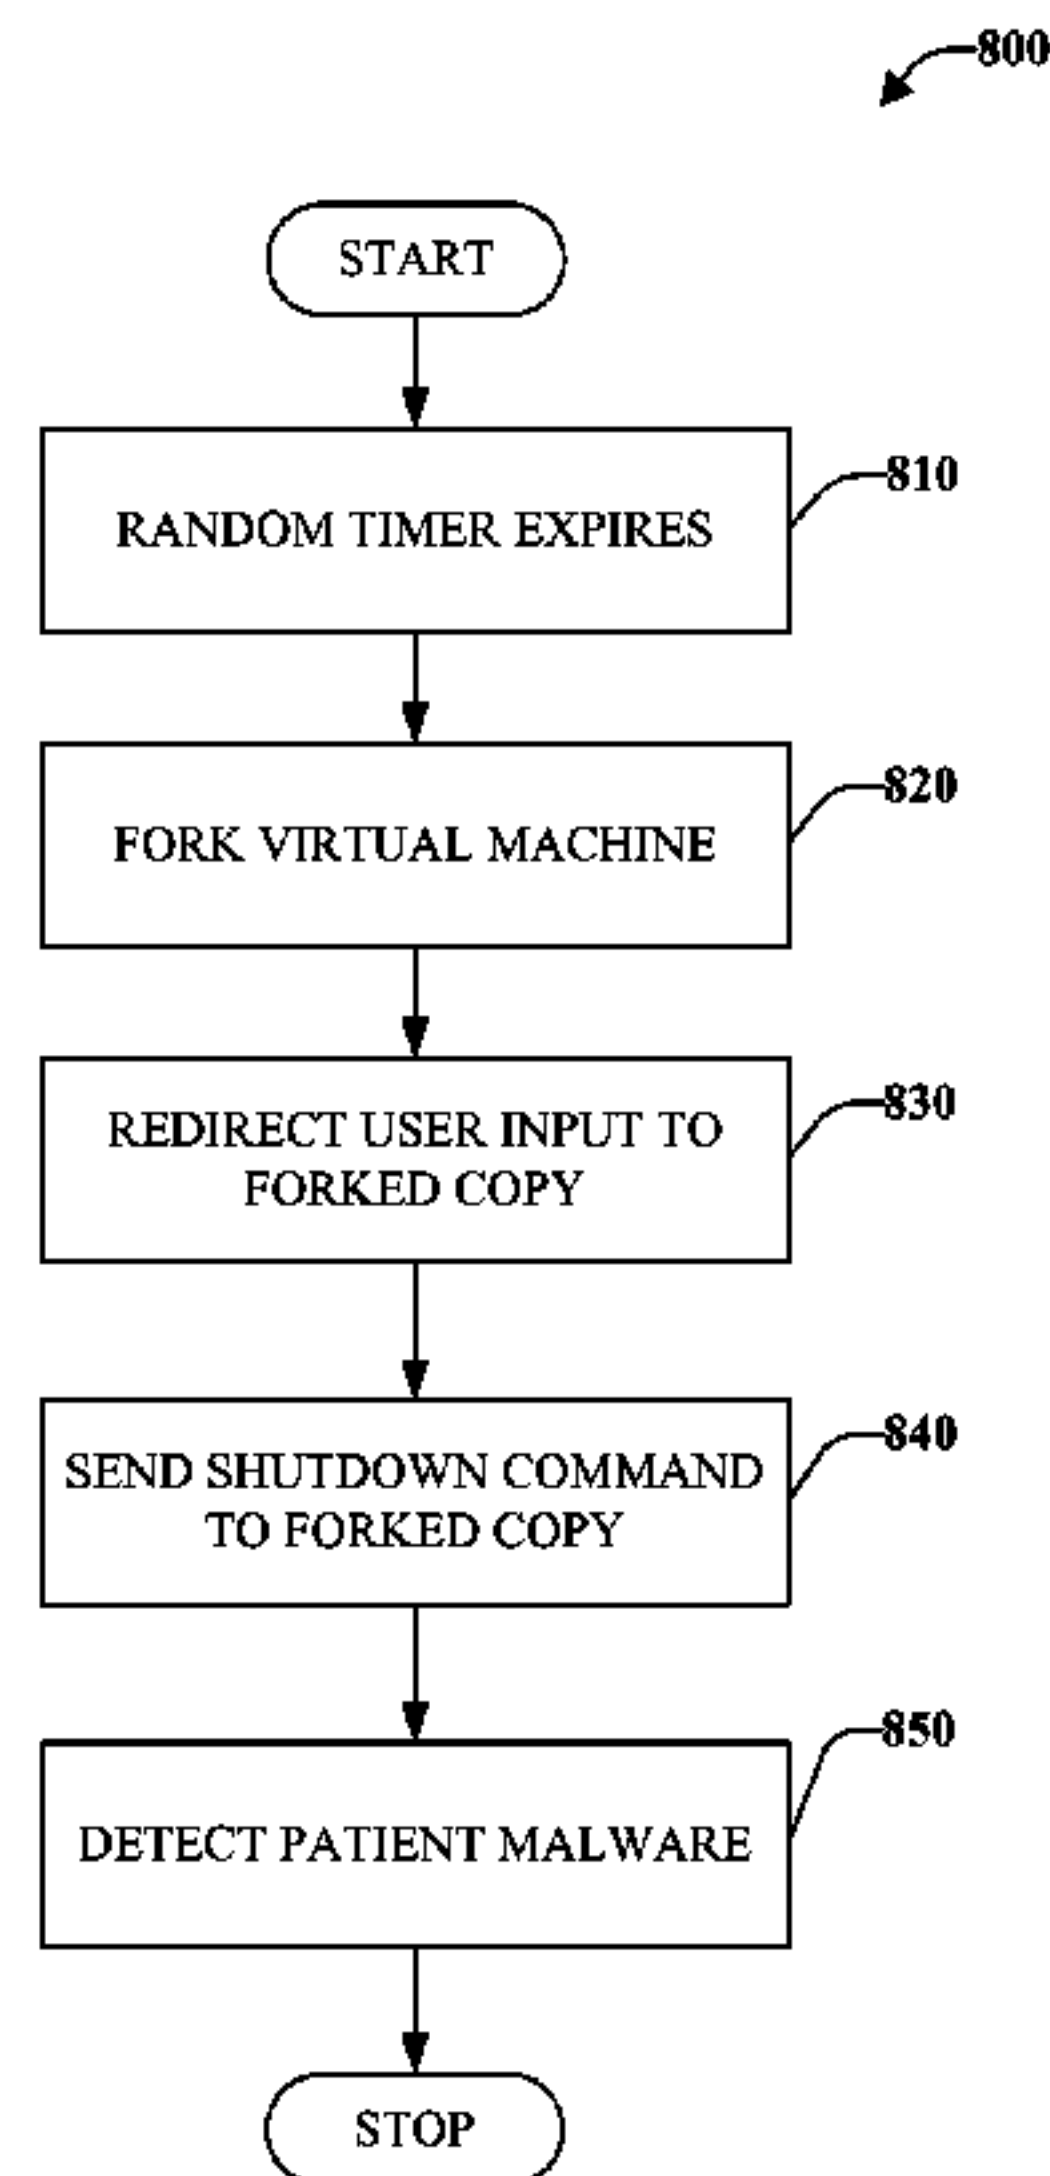 800
START
RANDOM TIMER EXPIRES
810
FORK VIRTUAL MACHINE
820
REDIRECT USER INPUT TO
FORKED COPY
830
SEND SHUTDOWN COMMAND
TO FORKED COPY
840
DETECT PATIENT MALWARE
850
STOP